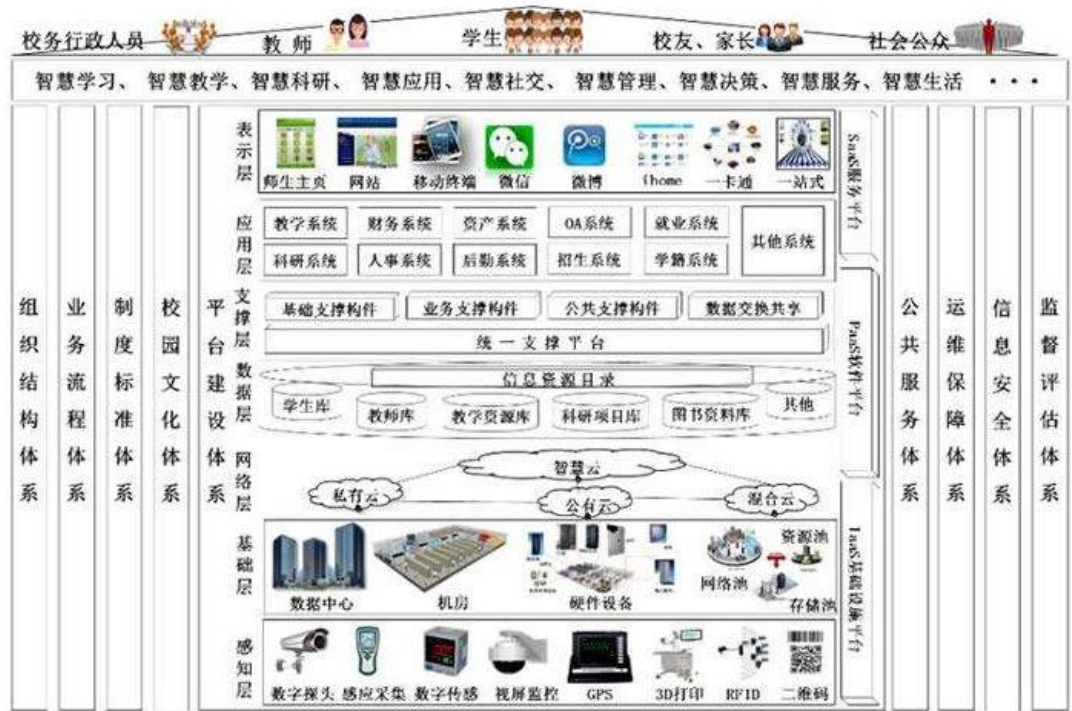 校务行政人员 教师 学生 校友、家长 社会公众
智慧学习、智慧教学、智慧科研、智慧应用、智慧社交、智慧管理、智慧决策、智慧服务、智慧生活 ···
组织结构体系
业务流程体系
制度标准体系
校园文化体系
平台建设体系
表示层
师生主页 网站 移动终端 微信 微博 ihome 一卡通 一站式
应用层
教学系统 财务系统 资产系统 OA系统 就业系统
其他系统
科研系统 人事系统 后勤系统 招生系统 学籍系统
支撑层
基础支撑构件 业务支撑构件 公共支撑构件 数据交换共享
统一支撑平台
数据层
信息资源目录
学生库 教师库 教学资源库 科研项目库 图书资料库 其他
网络层
智慧云
私有云 公有云 混合云
基础层
数据中心 机房 硬件设备 网络池 资源池 存储池
感知层
数字探头 感应采集 数字传感 视屏监控 GPS 3D打印 RFID 二维码
SaaS服务平台
PaaS软件平台
IaaS基础设施平台
公共服务体系
运维保障体系
信息安全体系
监督评估体系